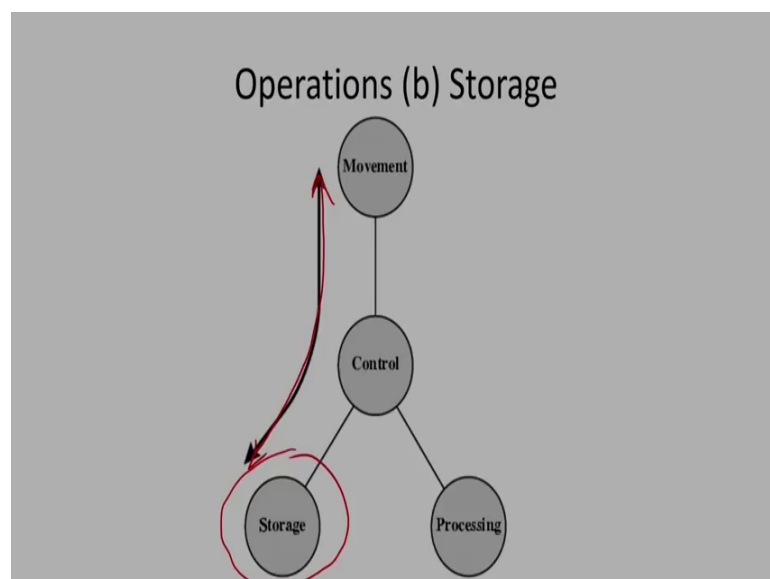 Operations (b) Storage
Movement
Control
Storage
Processing